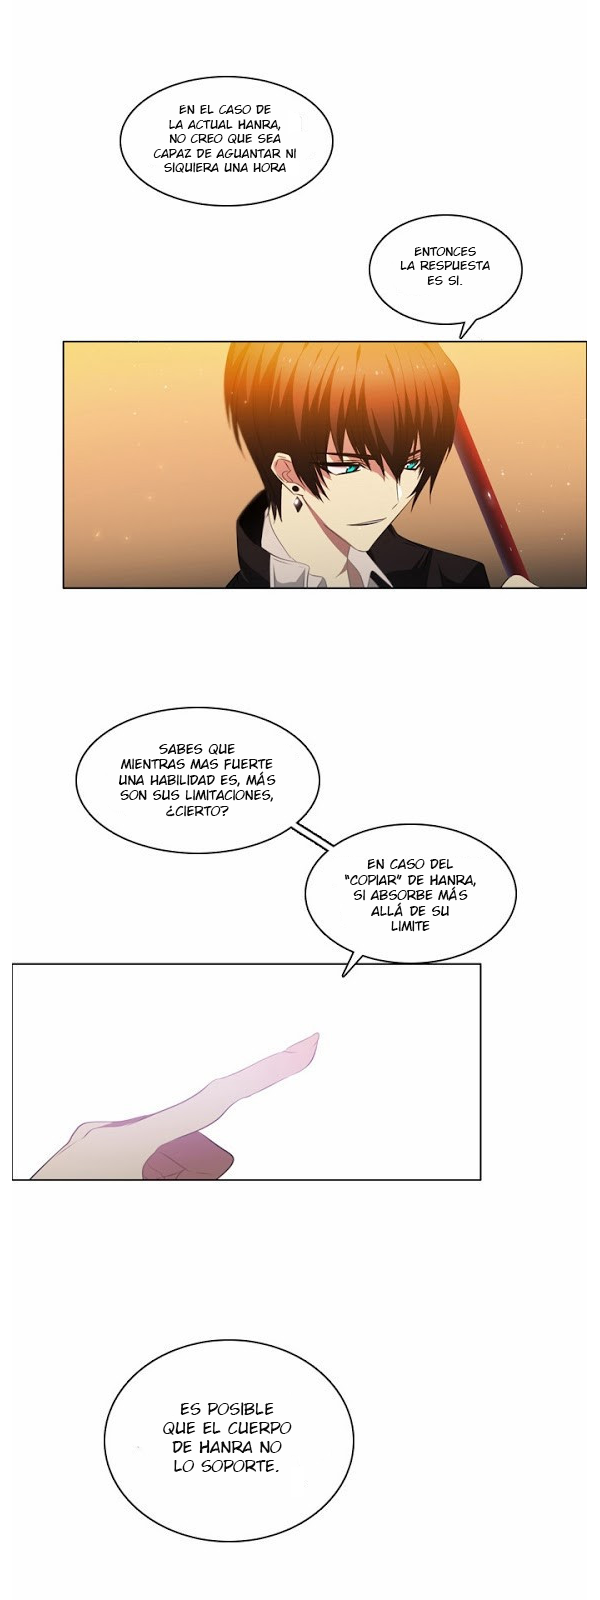 EN EL CASO DE
LA ACTUAL HANRA,
NO CREO QUE SEA
CAPAZ DE AGUANTAR NI
SIQUIERA UNA HORA
ENTONCES
LA RESPUESTA
ES SI.
SABES QUE
MIENTRAS MAS FUERTE
UNA HABILIDAD ES, MÁS
SON SUS LIMITACIONES,
¿CIERTO?
EN CASO DEL
"COPIAR" DE HANRA,
SI ABSORBE MÁS
ALLÁ DE SU
LIMITE
ES POSIBLE
QUE EL CUERPO
DE HANRA NO
LO SOPORTE.